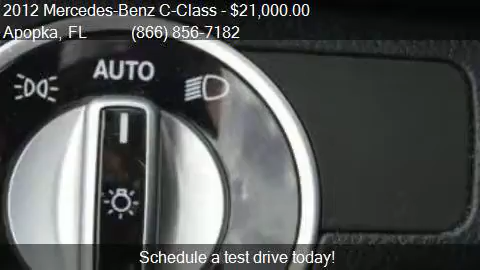 2012 Mercedes-Benz C-Class - $21,000.00
Apopka, FL (866) 856-7182
AUTO
Schedule a test drive today!